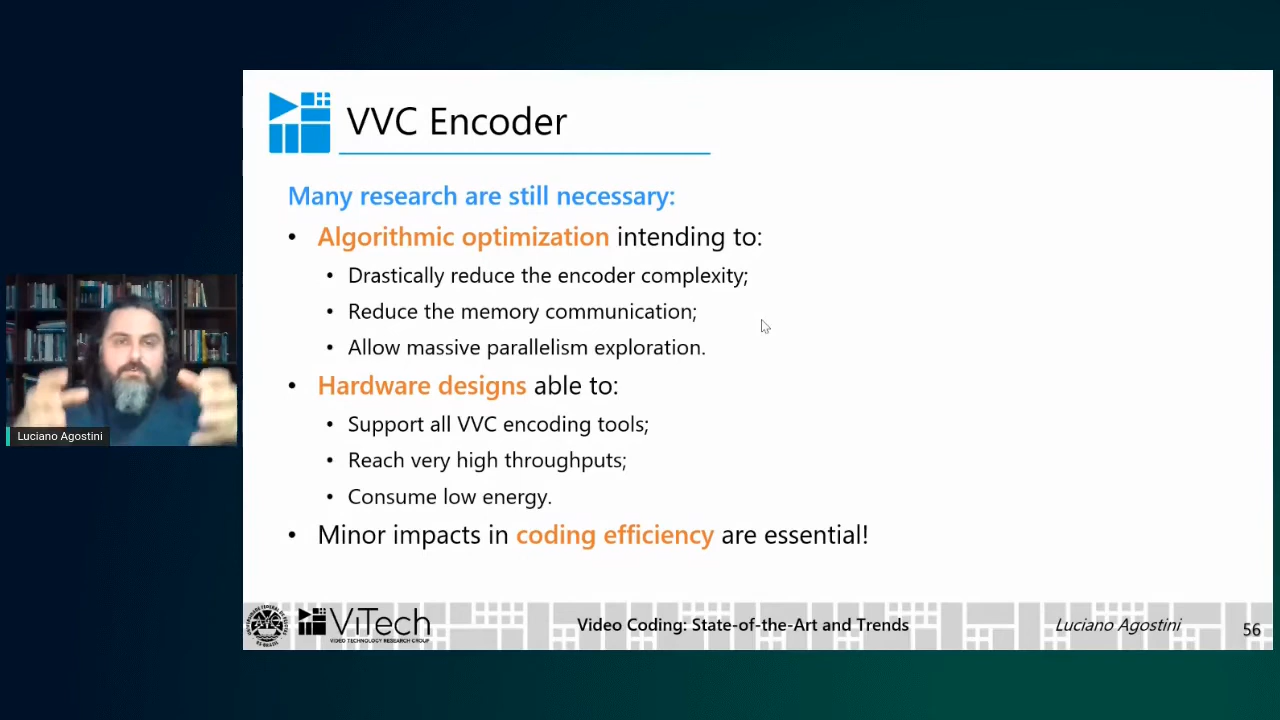 VVC Encoder
Many research are still necessary:
• Algorithmic optimization intending to:
• Drastically reduce the encoder complexity;
• Reduce the memory communication;
• Allow massive parallelism exploration.
• Hardware designs able to:
• Support all VVC encoding tools;
• Reach very high throughputs;
• Consume low energy.
• Minor impacts in coding efficiency are essential!
Luciano Agostini
ViTech
VIDEO TECHNOLOGY RESEARCH GROUP
Video Coding: State-of-the-Art and Trends
Luciano Agostini
56